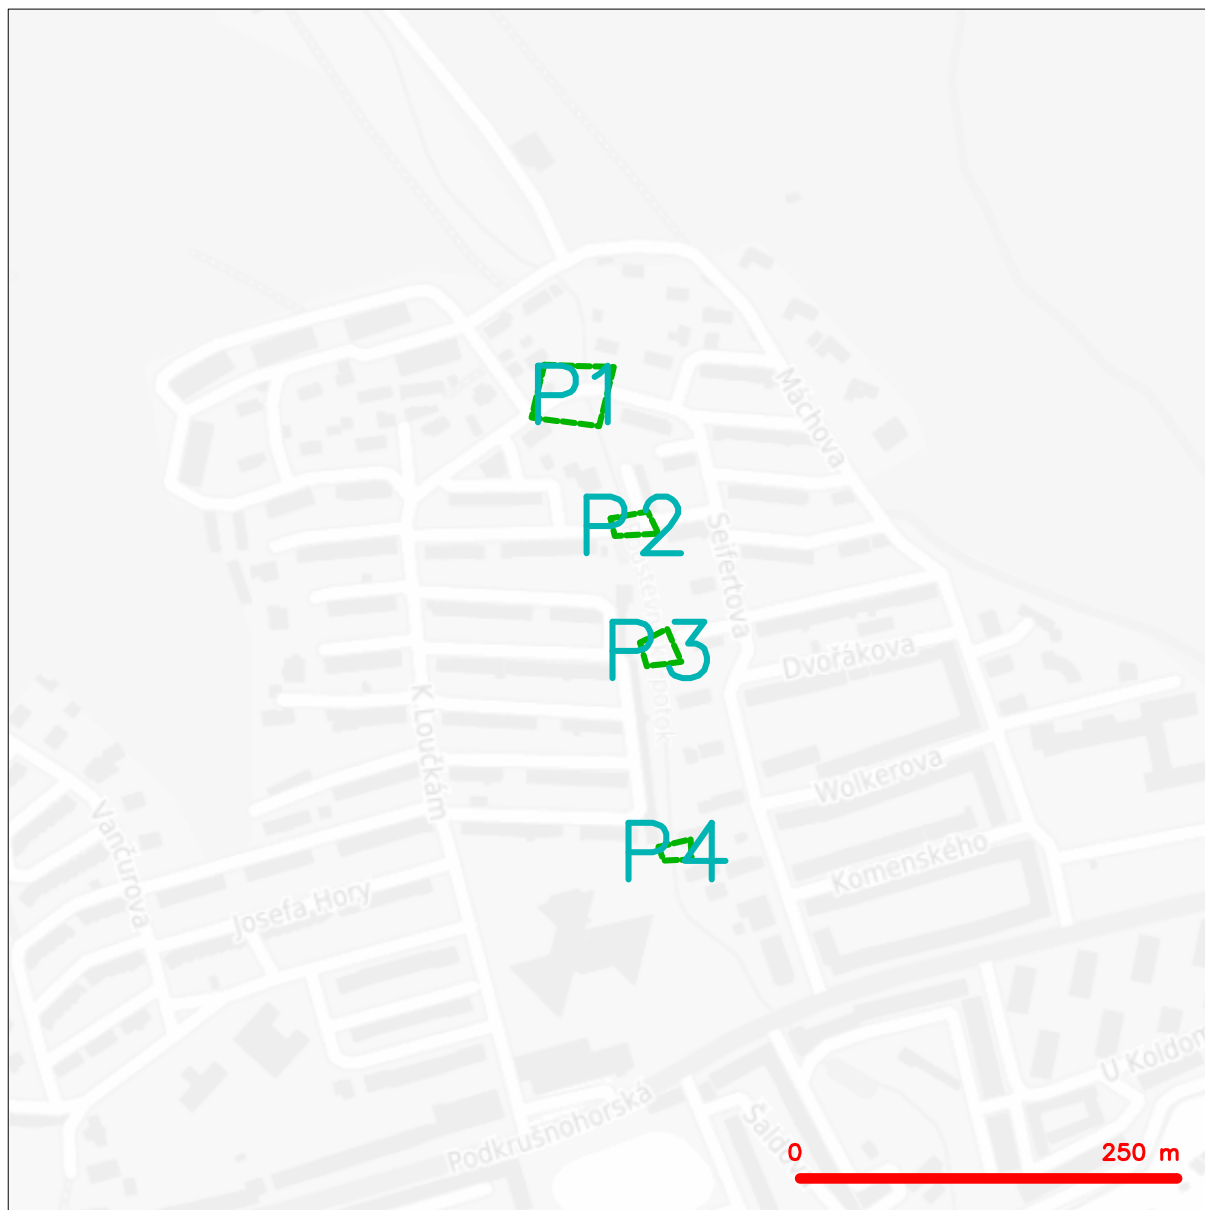 P1
Máchova
P2
Seifertova
P3
Dvořákova
K Loučkám
Wolkerova
Vančurova
P4
Komenského
Josefa Hory
U Koldom
Podkrušnohorská
0 250 m